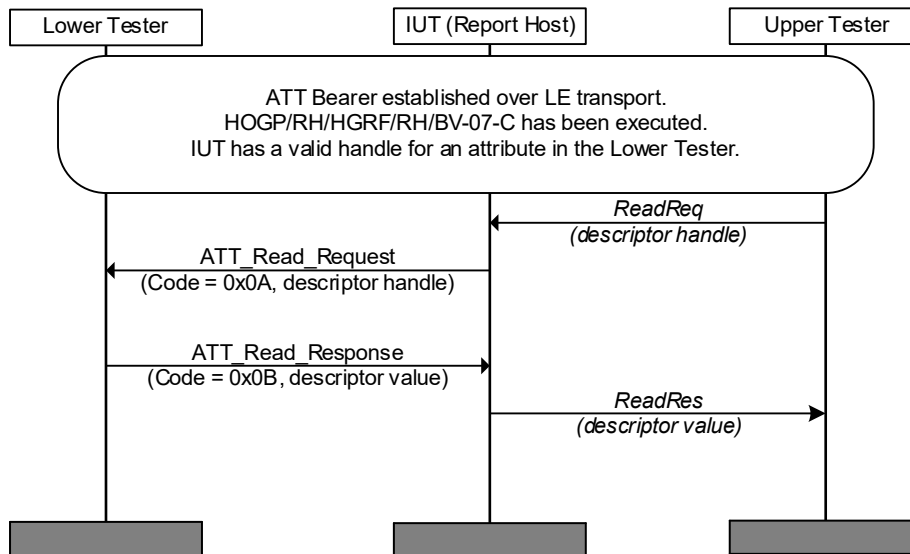 Lower Tester
IUT (Report Host)
Upper Tester
ATT Bearer established over LE transport.
HOGP/RH/HGRF/RH/BV-07-C has been executed.
IUT has a valid handle for an attribute in the Lower Tester.
ReadReq
(descriptor handle)
ATT_Read_Request
(Code = 0x0A, descriptor handle)
ATT_Read_Response
(Code = 0x0B, descriptor value)
ReadRes
(descriptor value)